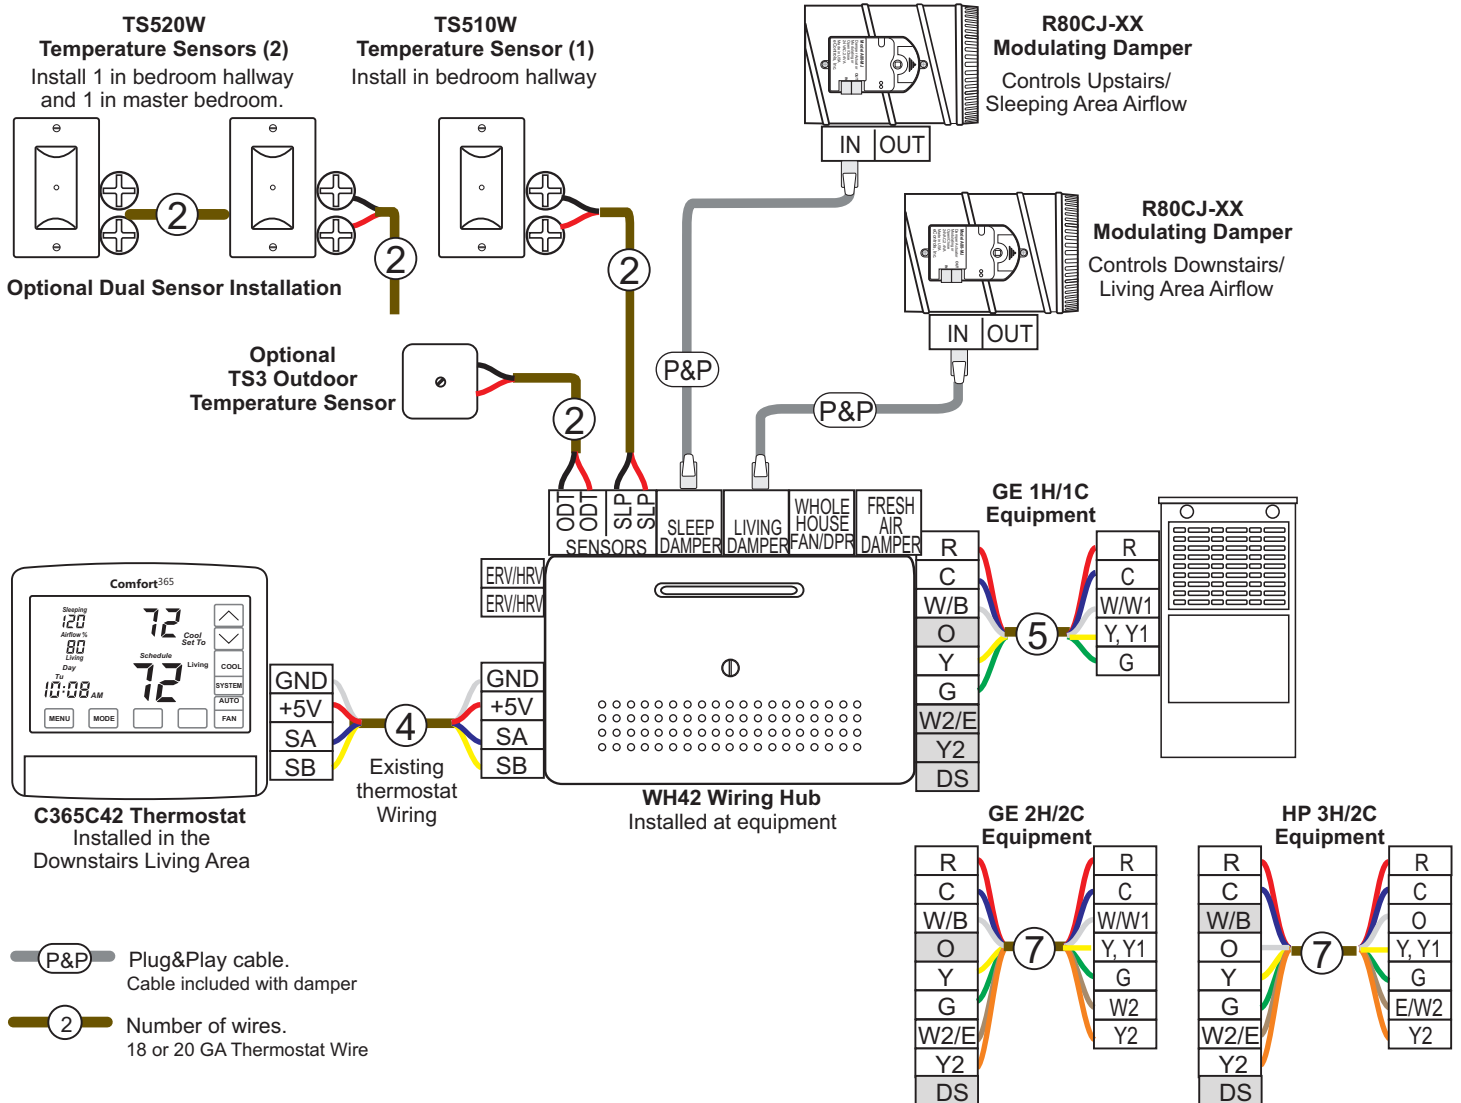 TS520W
Temperature Sensors (2)
Install 1 in bedroom hallway
and 1 in master bedroom.
2
2
Optional Dual Sensor Installation
TS510W
Temperature Sensor (1)
Install in bedroom hallway
2
Optional
TS3 Outdoor
Temperature Sensor
2
R80CJ-XX
Modulating Damper
Controls Upstairs/
Sleeping Area Airflow
IN OUT
R80CJ-XX
Modulating Damper
Controls Downstairs/
Living Area Airflow
IN OUT
P&P
P&P
ODT
ODT
SLP
SLP
SENSORS
SLEEP
DAMPER
LIVING
DAMPER
WHOLE
HOUSE
FAN/DPR
FRESH
AIR
DAMPER
ERV/HRV
ERV/HRV
Comfort365
Sleeping
120
Airflow %
80
Living
Day
Tu
10:08 AM
72
Cool
Set To
Schedule
72
Living
COOL
SYSTEM
AUTO
FAN
MENU
MODE
GND
+5V
SA
SB
4
Existing
thermostat
Wiring
GND
+5V
SA
SB
C365C42 Thermostat
Installed in the
Downstairs Living Area
WH42 Wiring Hub
Installed at equipment
GE 1H/1C
Equipment
R
C
W/B
O
Y
G
W2/E
Y2
DS
5
R
C
W/W1
Y, Y1
G
GE 2H/2C
Equipment
R
C
W/B
O
Y
G
W2/E
Y2
DS
7
R
C
W/W1
Y, Y1
G
W2
Y2
HP 3H/2C
Equipment
R
C
W/B
O
Y
G
W2/E
Y2
DS
7
R
C
O
Y, Y1
G
E/W2
Y2
P&P Plug&Play cable.
Cable included with damper
2 Number of wires.
18 or 20 GA Thermostat Wire